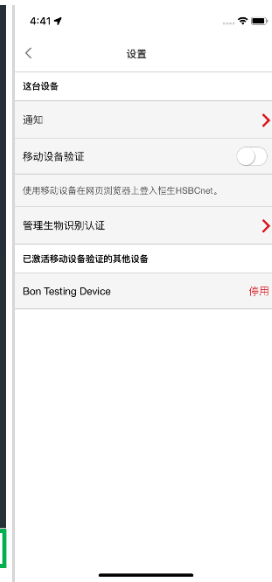 4:41
设置
这台设备
通知
移动设备验证
使用移动设备在网页浏览器上登入恒生HSBCnet。
管理生物识别认证
已激活移动设备验证的其他设备
Bon Testing Device 停用